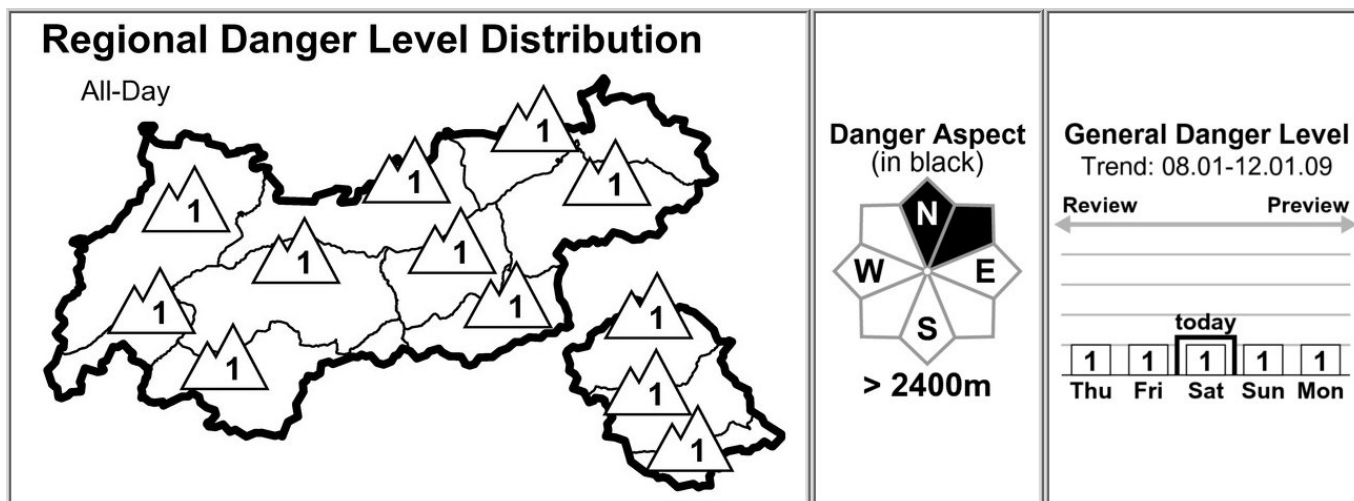 Regional Danger Level Distribution
All-Day
1
1
1
1
1
1
1
1
1
1
1
1
Danger Aspect
(in black)
N
W E
S
> 2400m
General Danger Level
Trend: 08.01-12.01.09
Review Preview
today
1 1 1 1 1
Thu Fri Sat Sun Mon